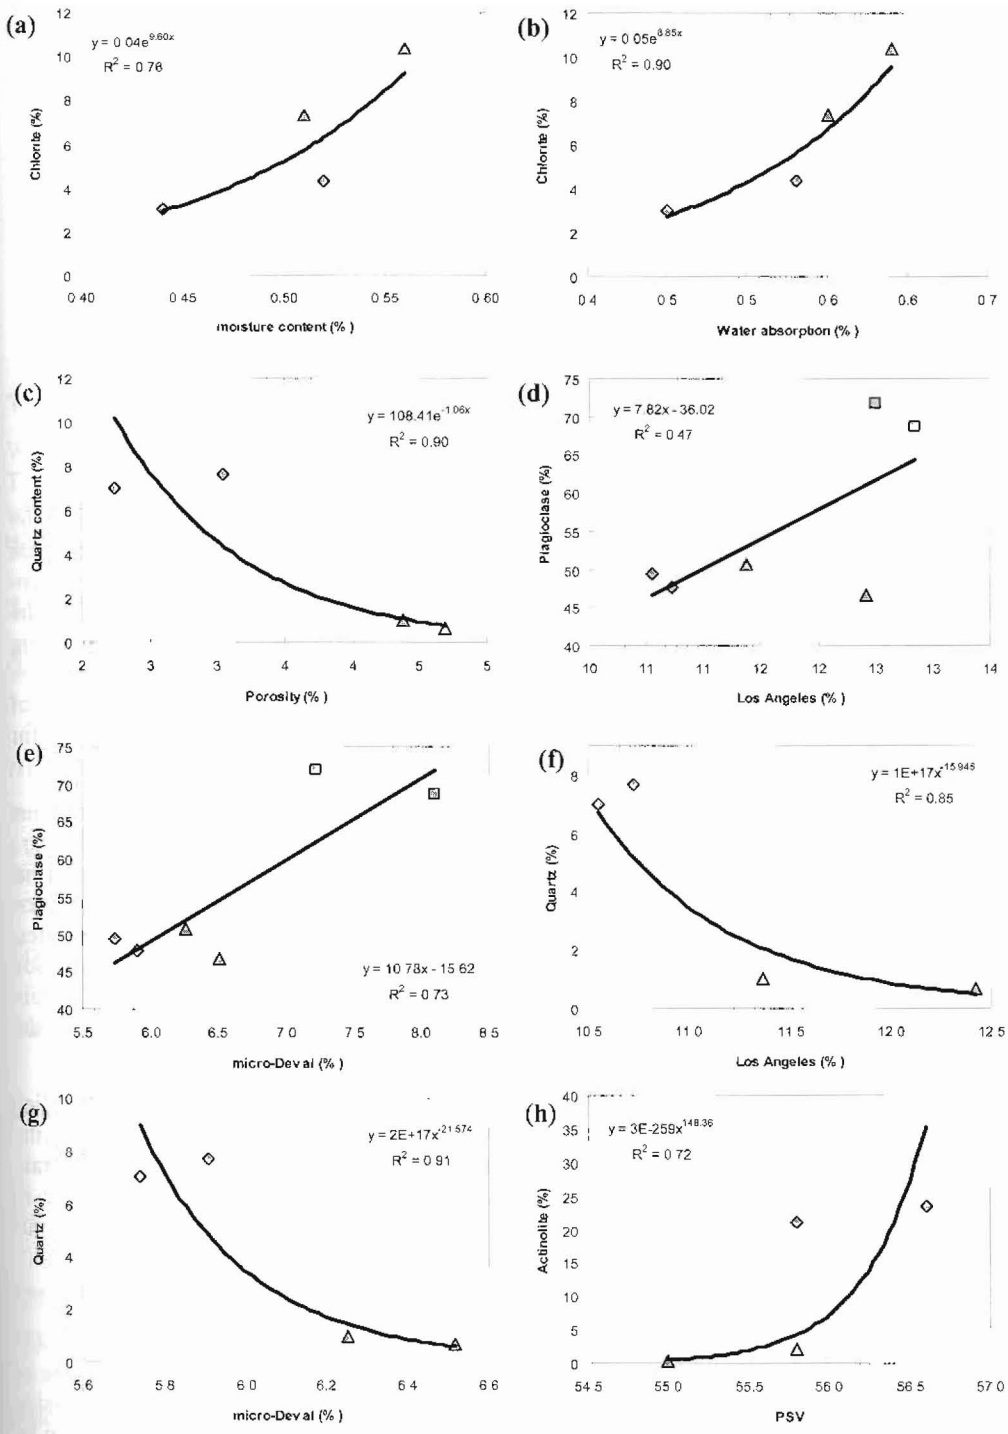 (a)
y = 0 04e^9.60x
R² = 0 76
12
10
8
6
4
2
0
Chlorite (%)
0 40 0 45 0.50 0.55 0 60
moisture content (% )
(b)
y = 0 05e^8.85x
R² = 0.90
12
10
8
6
4
2
0
Chlorite (%)
0 4 0 5 0 5 0 6 0 6 0 7
Water absorption (% )
(c)
y = 108.41e^-1.06x
R² = 0.90
12
10
8
6
4
2
0
Quartz content (%)
2 3 3 4 4 5 5
Porosity (% )
(d)
y = 7.82x - 36.02
R² = 0 47
75
70
65
60
55
50
45
40
Plagioclase (%)
10 11 11 12 12 13 13 14
Los Angeles (% )
(e)
y = 10 78x - 15 62
R² = 0 73
75
70
65
60
55
50
45
40
Plagioclase (%)
5.5 6.0 6.5 7 0 7 5 8.0 8 5
micro-Deval (% )
(f)
y = 1E+17x^-15 946
R² = 0.85
8
6
4
2
0
Quartz (%)
10 5 11 0 11 5 12 0 12.5
Los Angeles (% )
(g)
y = 2E+17x^-21 574
R² = 0 91
10
8
6
4
2
0
Quartz (%)
5 6 5 8 6 0 6 2 6 4 6 6
micro-Deval (% )
(h)
y = 3E-259x^148.36
R² = 0 72
40
35
30
25
20
15
10
5
0
Actinolite (%)
54 5 55 0 55.5 56 0 56 5 57 0
PSV